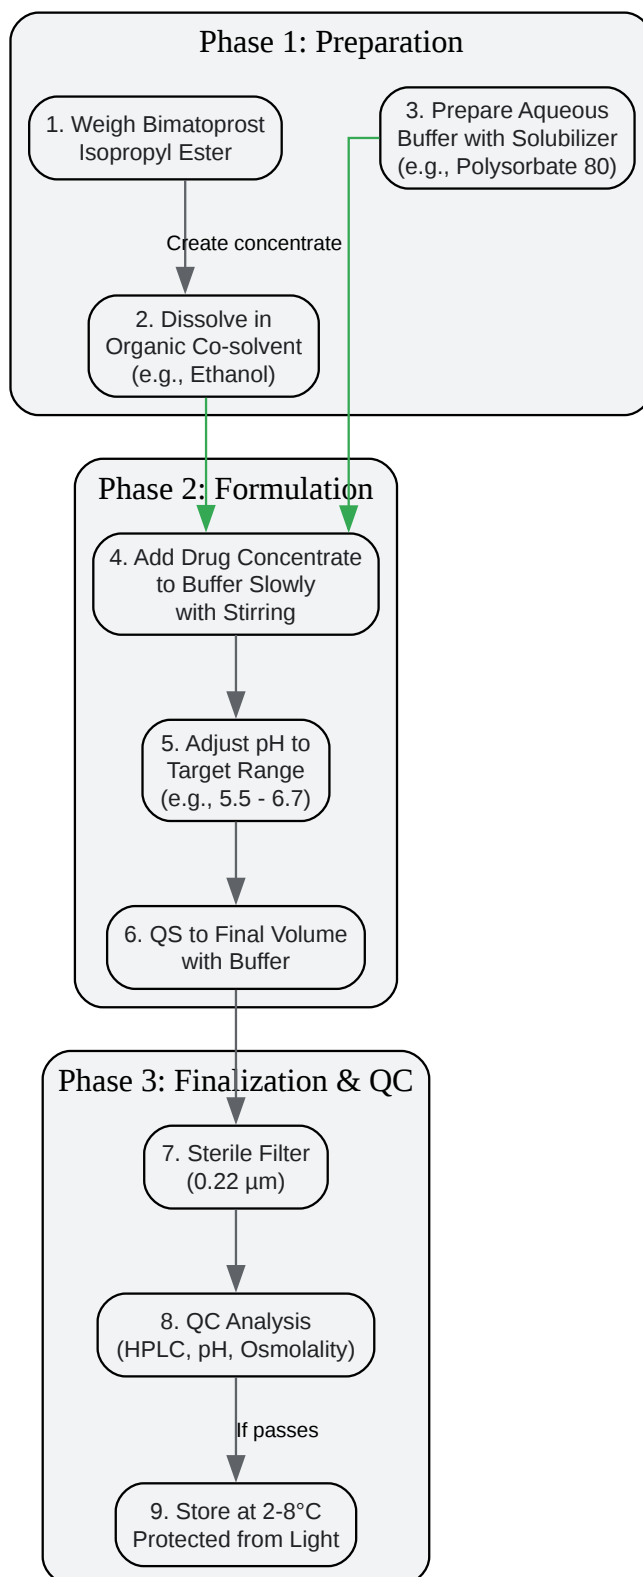 Phase 1: Preparation
1. Weigh Bimatoprost
Isopropyl Ester
3. Prepare Aqueous
Buffer with Solubilizer
(e.g., Polysorbate 80)
Create concentrate
2. Dissolve in
Organic Co-solvent
(e.g., Ethanol)
Phase 2: Formulation
4. Add Drug Concentrate
to Buffer Slowly
with Stirring
5. Adjust pH to
Target Range
(e.g., 5.5 - 6.7)
6. QS to Final Volume
with Buffer
Phase 3: Finalization & QC
7. Sterile Filter
(0.22 µm)
8. QC Analysis
(HPLC, pH, Osmolality)
If passes
9. Store at 2-8°C
Protected from Light